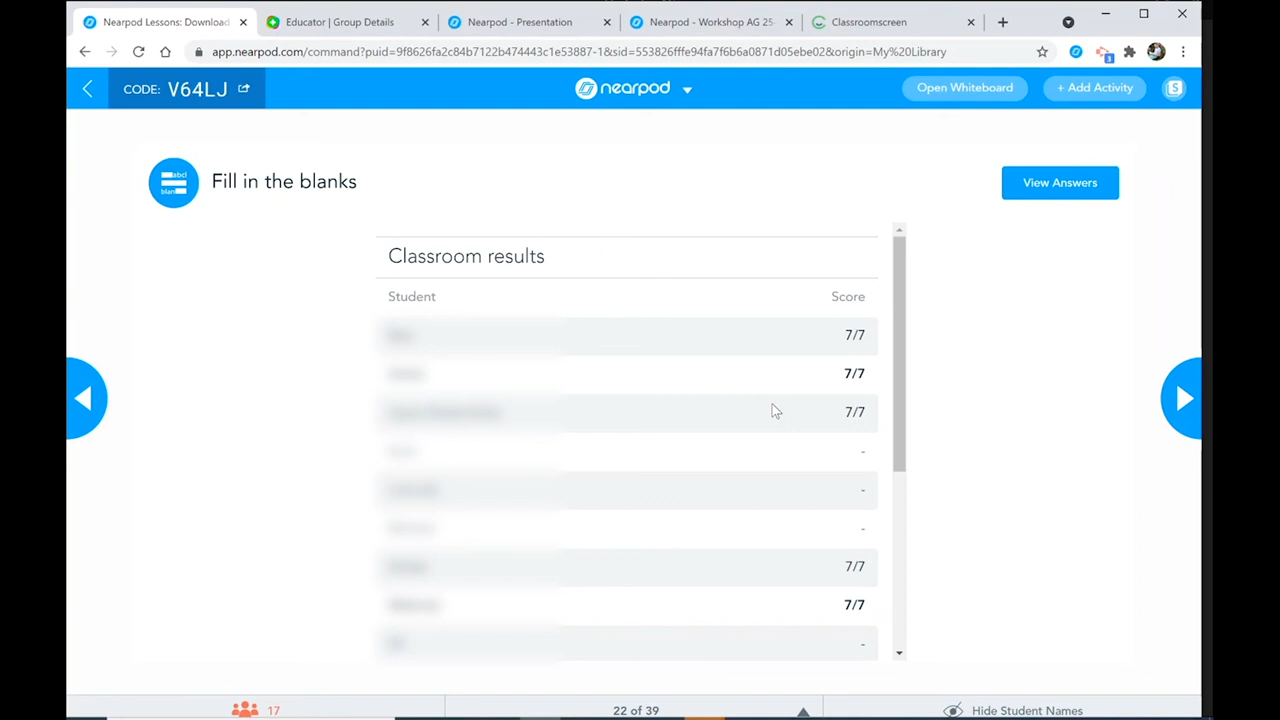 Nearpod Lessons: Download
Educator | Group Details
Nearpod - Presentation
Nearpod - Workshop AG 25-
Classroomscreen
app.nearpod.com/command?puid=9f8626fa2c84b7122b474443c1e53887-1&sid=553826fffe94fa7f6b6a0871d05ebe02&origin=My%20Library
3
CODE: V64LJ
nearpod
Open Whiteboard
+ Add Activity
S
abcl
blan
Fill in the blanks
View Answers
Classroom results
Student Score
7/7
7/7
7/7
-
-
-
7/7
7/7
-
17
22 of 39
Hide Student Names